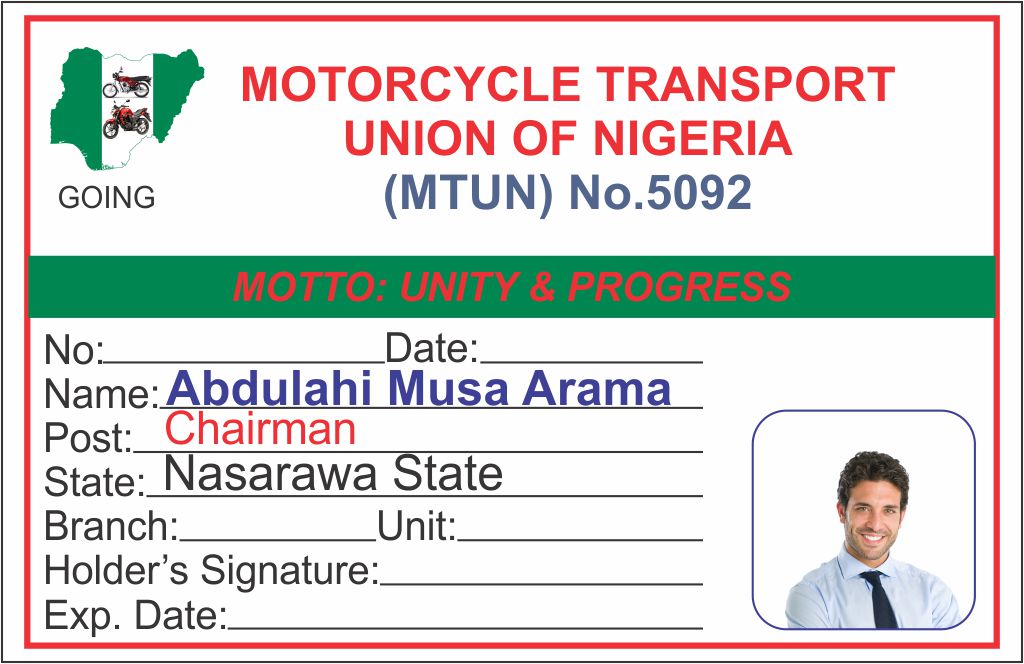 MOTORCYCLE TRANSPORT
UNION OF NIGERIA
(MTUN) No.5092
GOING
MOTTO: UNITY & PROGRESS
No: Date:
Name: Abdulahi Musa Arama
Post: Chairman
State: Nasarawa State
Branch: Unit:
Holder’s Signature:
Exp. Date: